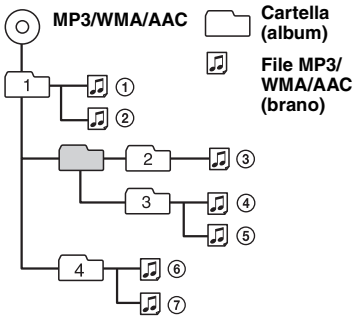 MP3/WMA/AAC
Cartella
(album)
File MP3/
WMA/AAC
(brano)
1
①
②
2
③
3
④
⑤
4
⑥
⑦